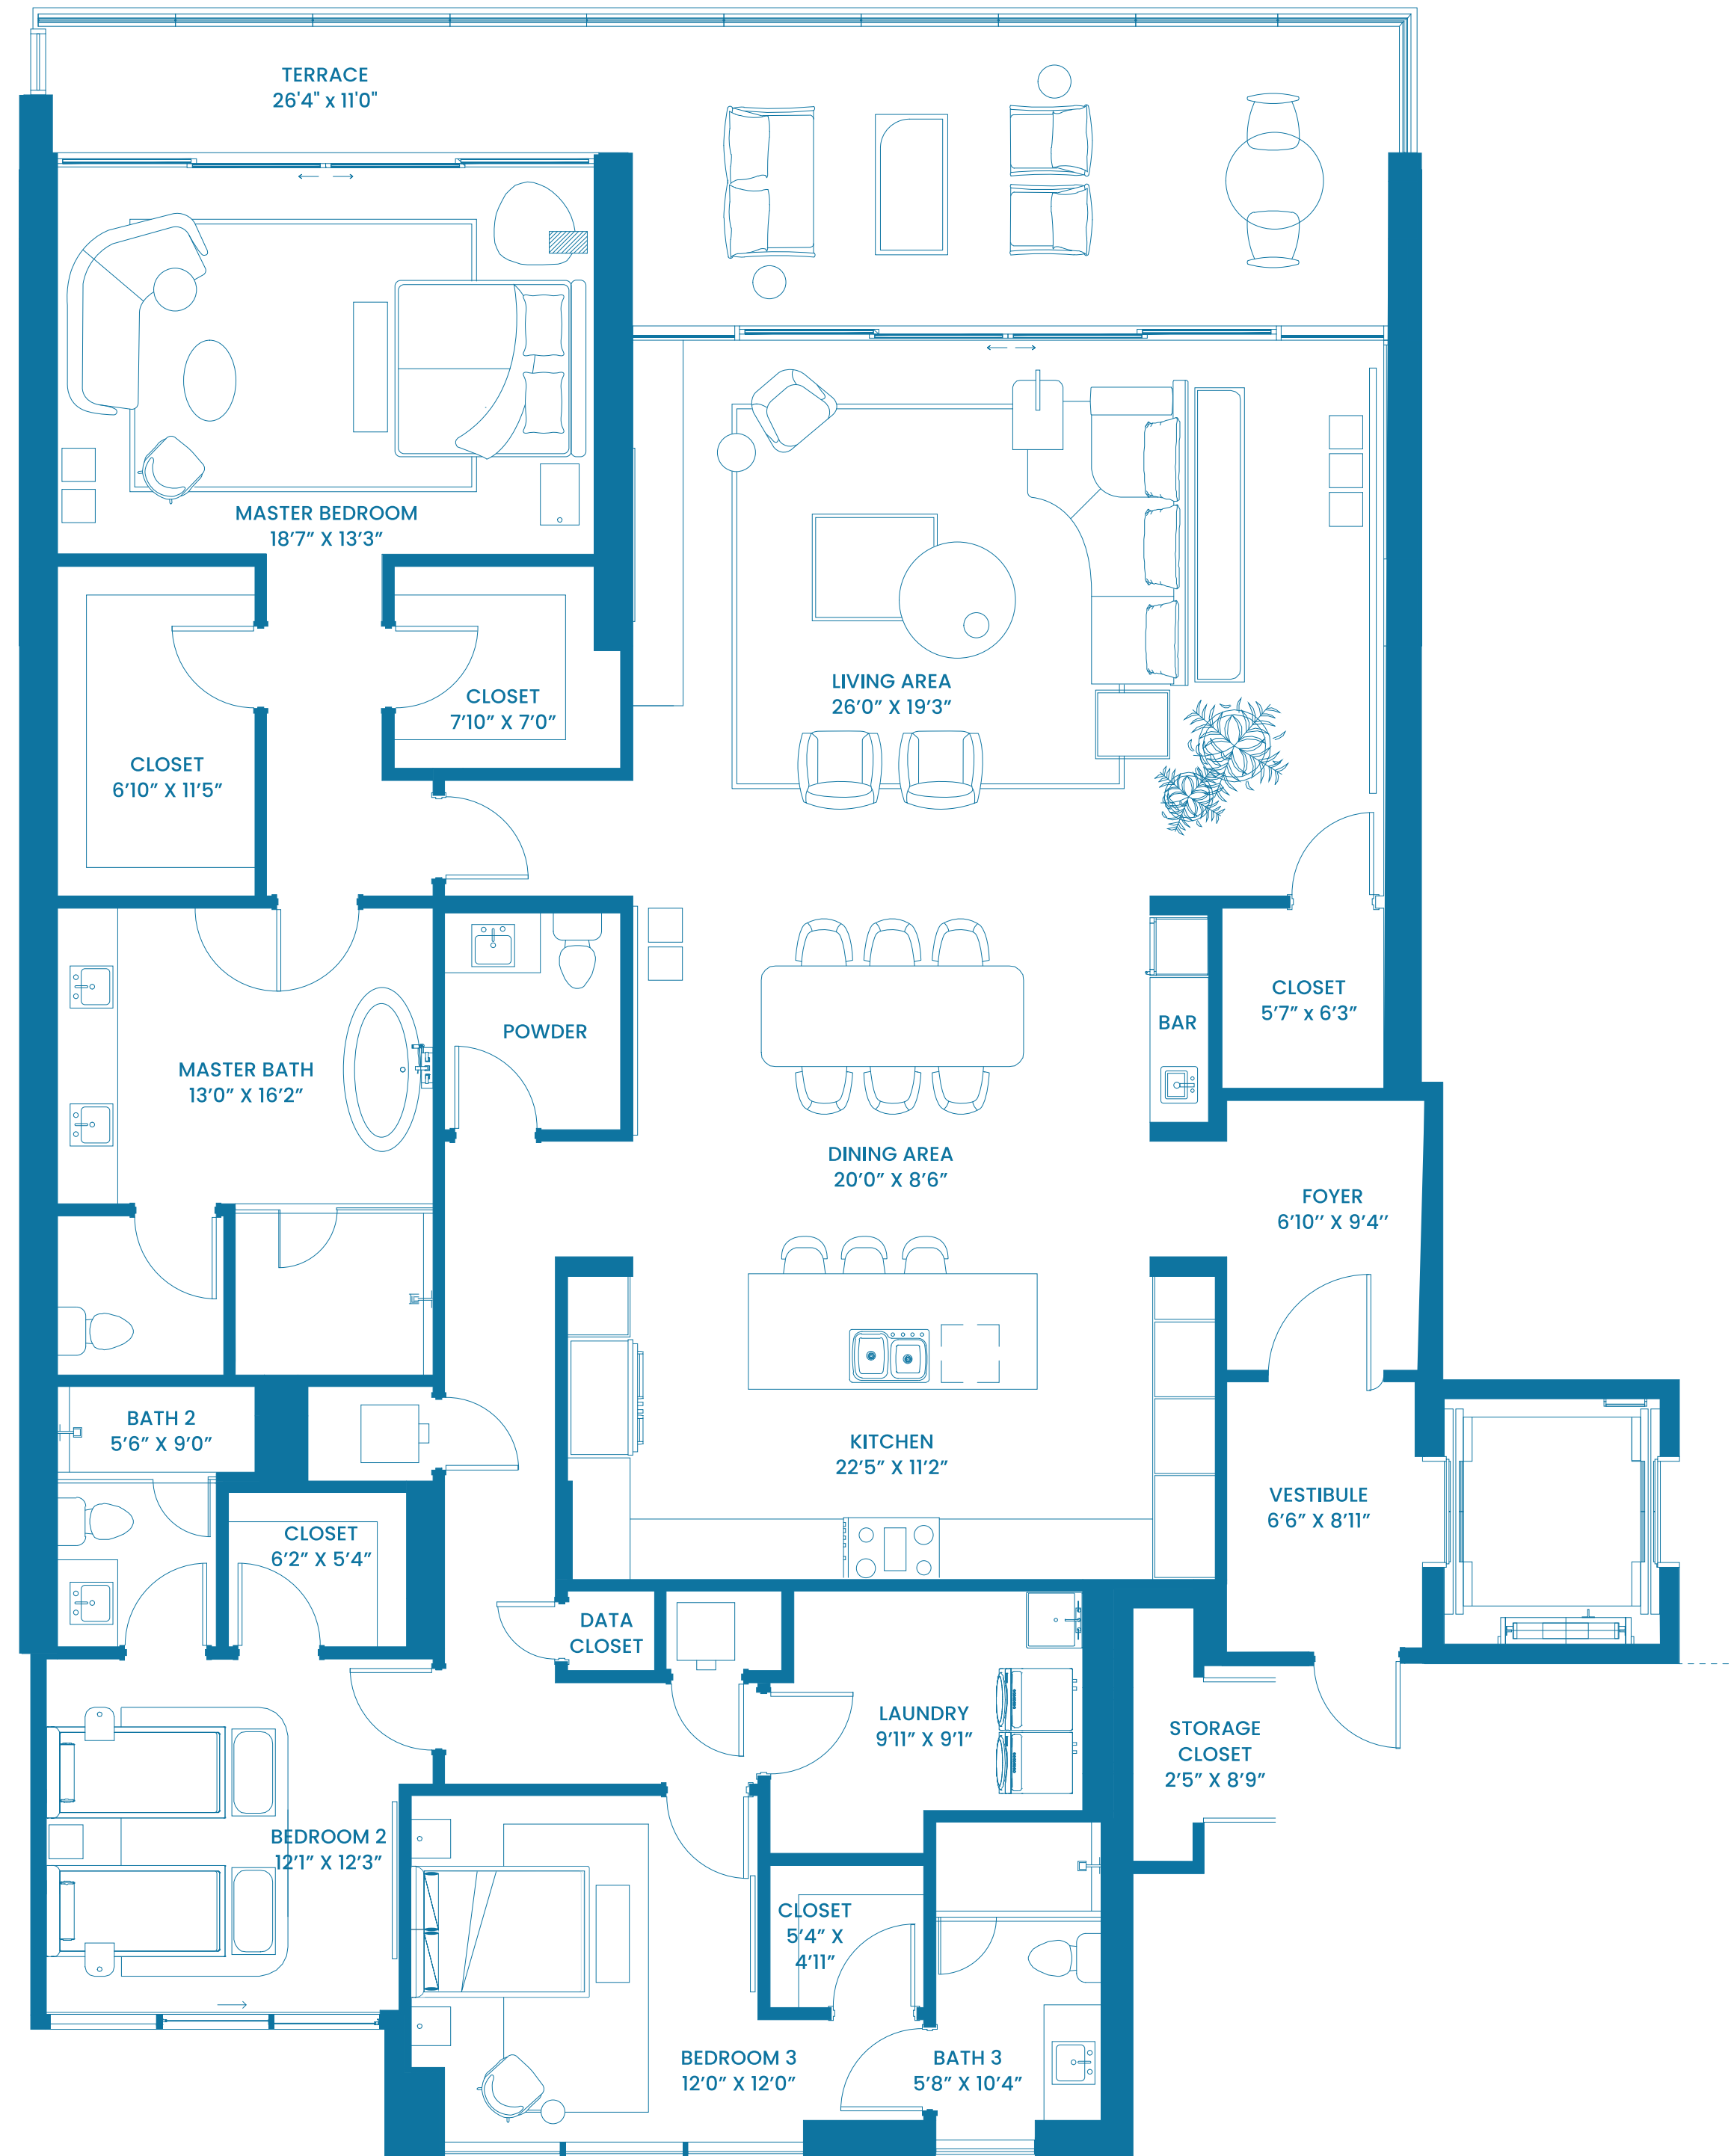 TERRACE
26'4" x 11'0"
MASTER BEDROOM
18’7” X 13’3”
CLOSET
7’10” X 7’0”
LIVING AREA
26’0” X 19’3”
CLOSET
6’10” X 11’5”
CLOSET
5’7” x 6’3”
BAR
POWDER
MASTER BATH
13’0” X 16’2”
DINING AREA
20’0” X 8’6”
FOYER
6’10’’ X 9’4’’
BATH 2
5’6” X 9’0”
KITCHEN
22’5” X 11’2”
VESTIBULE
6’6” X 8’11”
CLOSET
6’2” X 5’4”
DATA
CLOSET
LAUNDRY
9’11” X 9’1”
STORAGE
CLOSET
2’5” X 8’9”
BEDROOM 2
12’1” X 12’3”
CLOSET
5’4” X
4’11”
BEDROOM 3
12’0” X 12’0”
BATH 3
5’8” X 10’4”